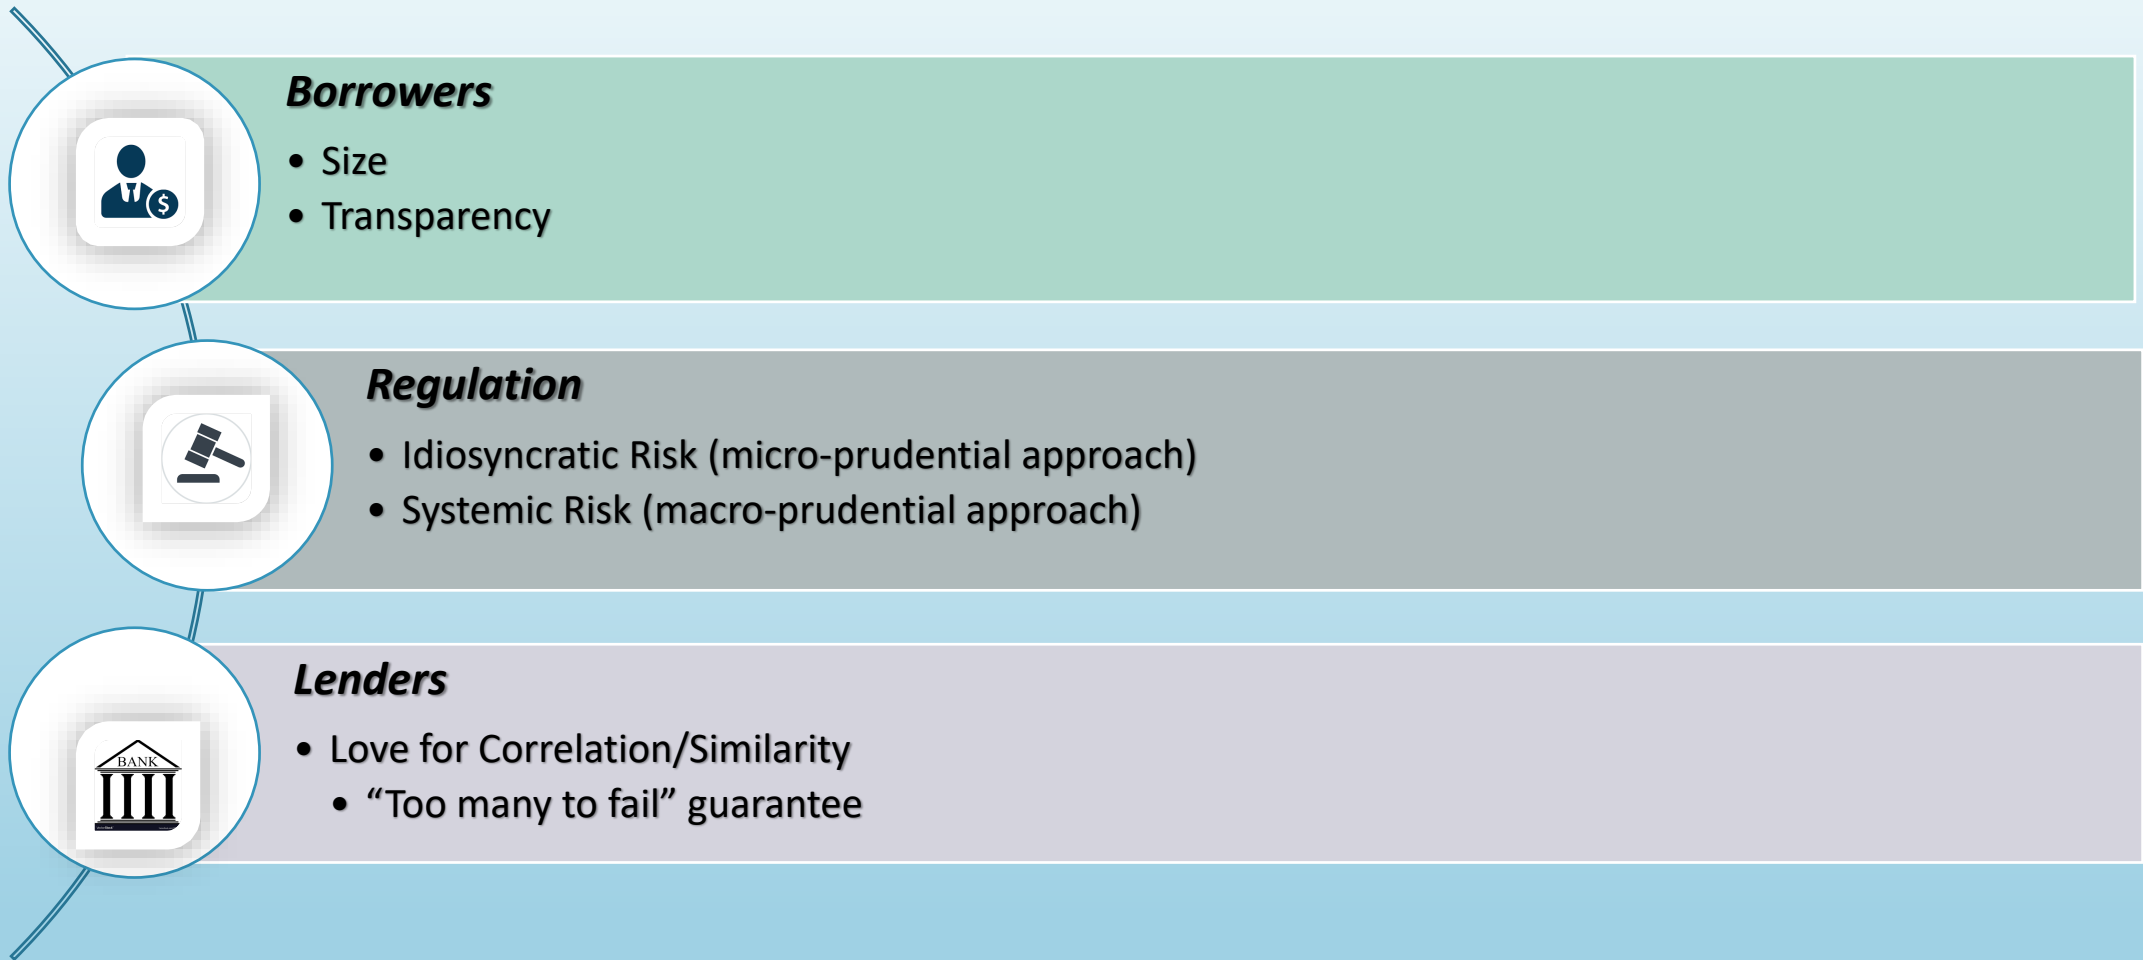 Borrowers
• Size
• Transparency
$
Regulation
• Idiosyncratic Risk (micro-prudential approach)
• Systemic Risk (macro-prudential approach)
Lenders
• Love for Correlation/Similarity
• “Too many to fail” guarantee
BANK